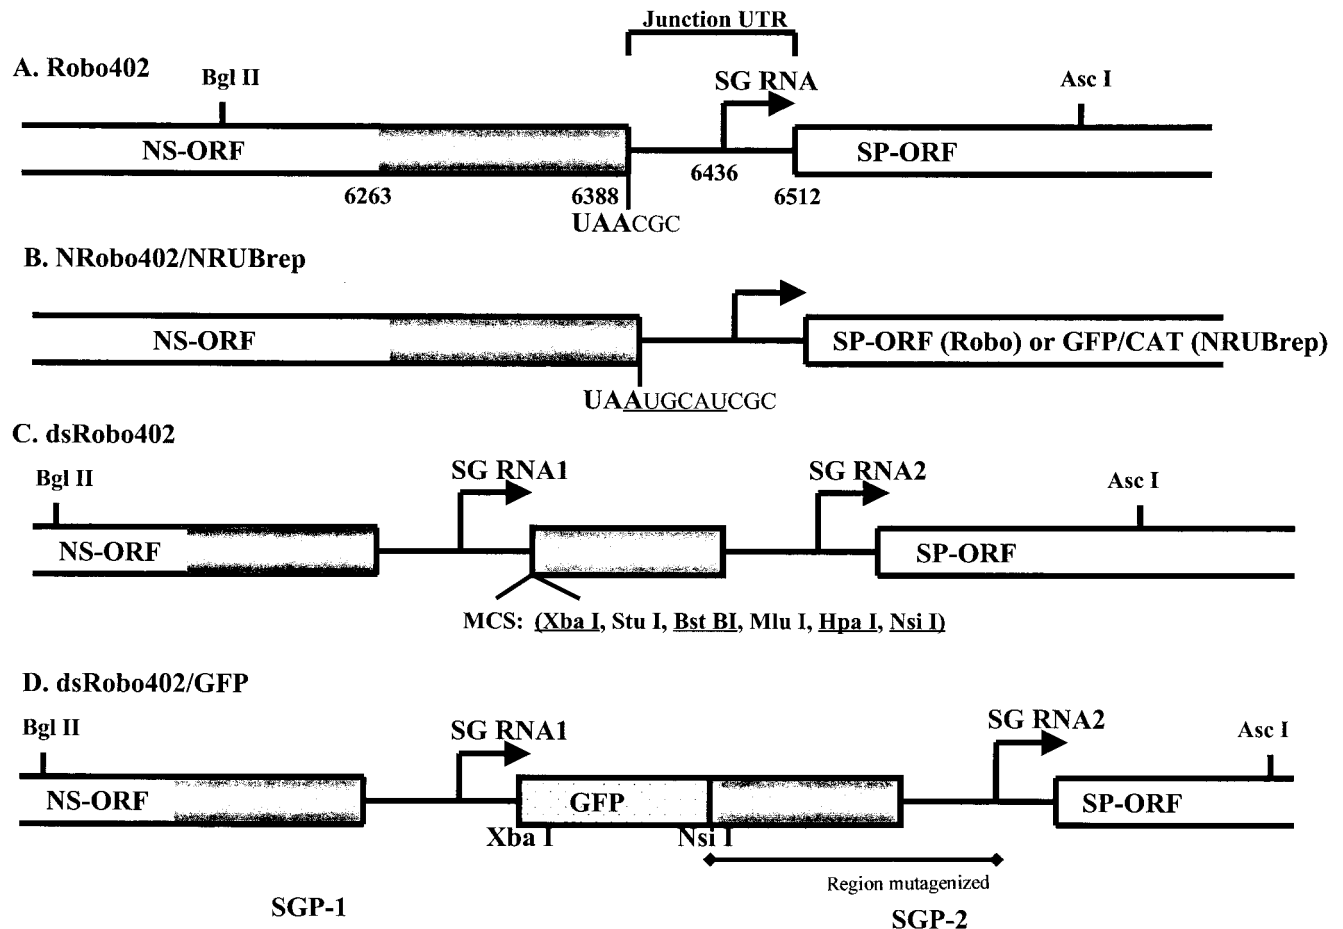 Junction UTR
A. Robo402
Bgl II
SG RNA
Asc I
NS-ORF
SP-ORF
6263
6388
6436
6512
UAACGC
B. NRobo402/NRUBrep
NS-ORF
SP-ORF (Robo) or GFP/CAT (NRUBrep)
UAAUGCAUCGC
C. dsRobo402
Bgl II
SG RNA1
SG RNA2
Asc I
NS-ORF
SP-ORF
MCS: (Xba I, Stu I, Bst BI, Mlu I, Hpa I, Nsi I)
D. dsRobo402/GFP
Bgl II
SG RNA1
SG RNA2
Asc I
NS-ORF
GFP
SP-ORF
Xba I
Nsi I
Region mutagenized
SGP-1
SGP-2